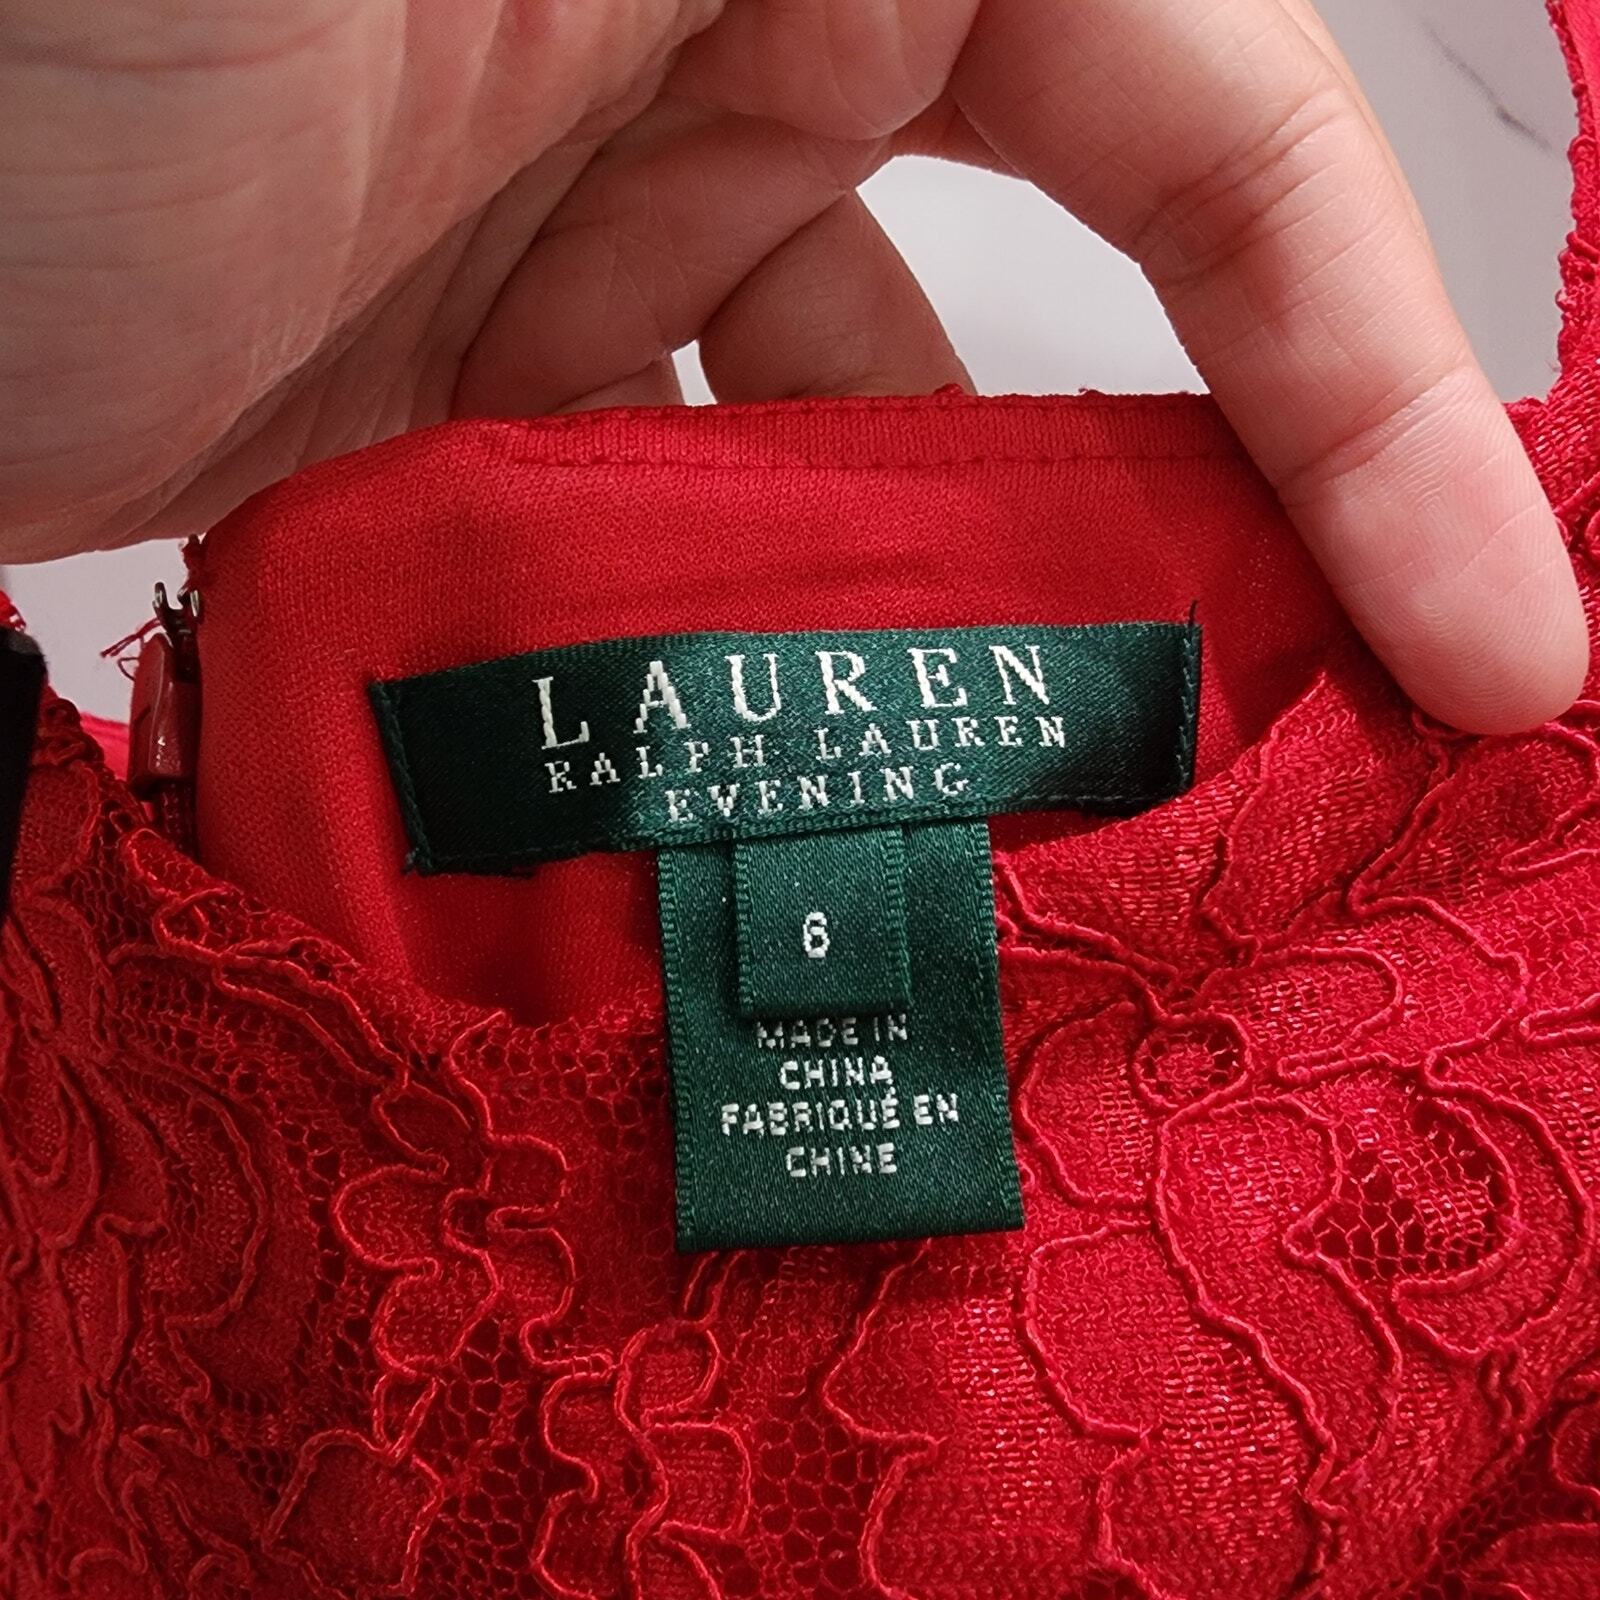 LAUREN
RALPH LAUREN
EVENING
6
MADE IN
CHINA
FABRIQUÉ EN
CHINE